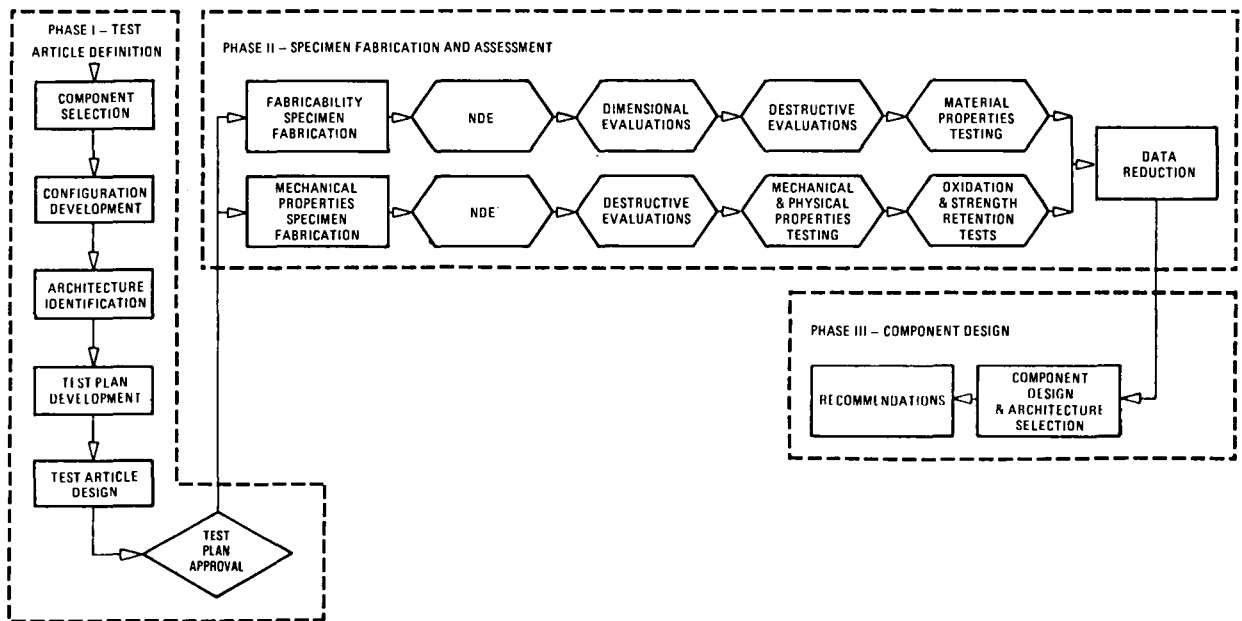 PHASE I – TEST
ARTICLE DEFINITION
COMPONENT
SELECTION
CONFIGURATION
DEVELOPMENT
ARCHITECTURE
IDENTIFICATION
TEST PLAN
DEVELOPMENT
TEST ARTICLE
DESIGN
TEST
PLAN
APPROVAL
PHASE II – SPECIMEN FABRICATION AND ASSESSMENT
FABRICABILITY
SPECIMEN
FABRICATION
NDE
DIMENSIONAL
EVALUATIONS
DESTRUCTIVE
EVALUATIONS
MATERIAL
PROPERTIES
TESTING
MECHANICAL
PROPERTIES
SPECIMEN
FABRICATION
NDE
DESTRUCTIVE
EVALUATIONS
MECHANICAL
& PHYSICAL
PROPERTIES
TESTING
OXIDATION
& STRENGTH
RETENTION
TESTS
DATA
REDUCTION
PHASE III – COMPONENT DESIGN
RECOMMENDATIONS
COMPONENT
DESIGN
& ARCHITECTURE
SELECTION